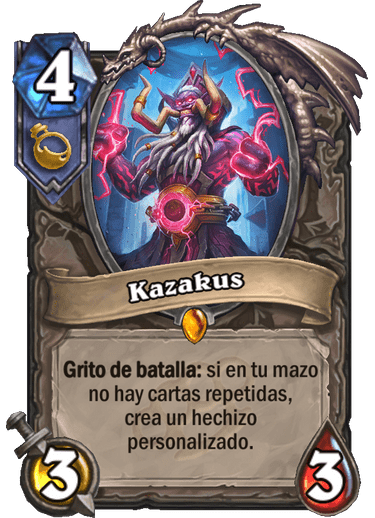 4
Kazakus
Grito de batalla: si en tu mazo
no hay cartas repetidas,
crea un hechizo
personalizado.
3 3